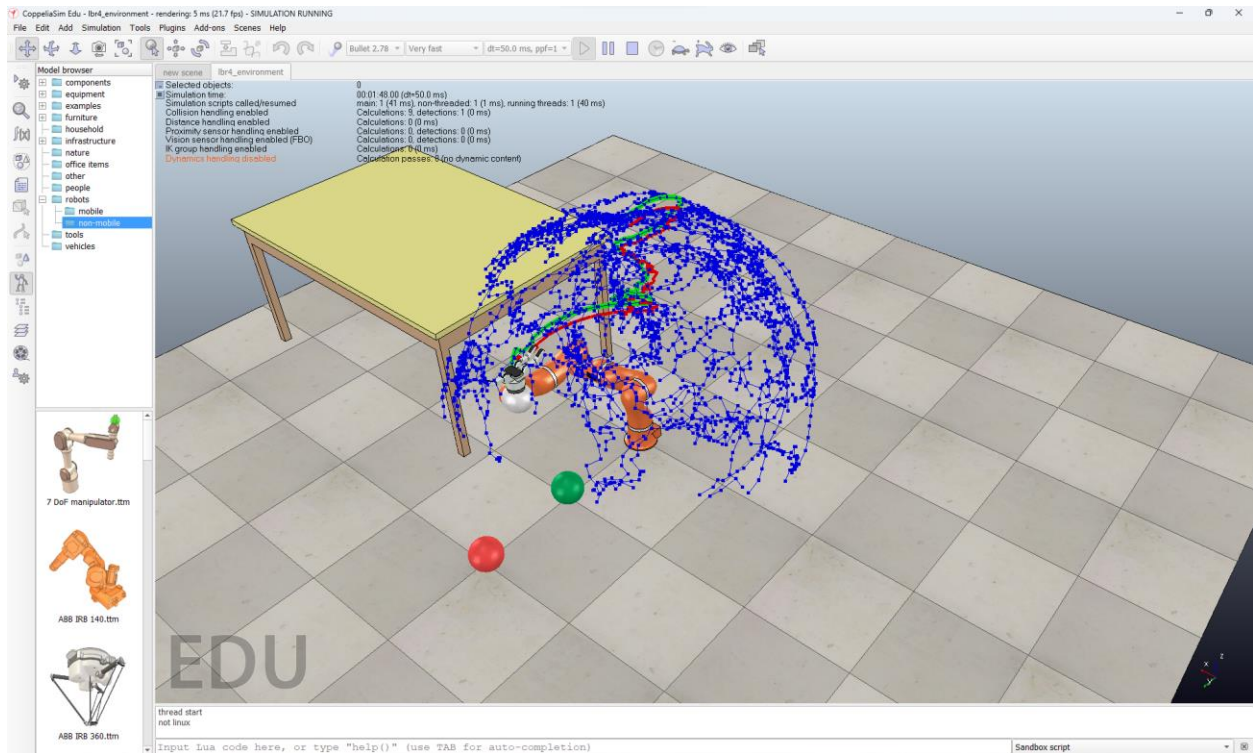 CoppeliaSim Edu - lbr4_environment - rendering: 5 ms (21.7 fps) - SIMULATION RUNNING
File Edit Add Simulation Tools Plugins Add-ons Scenes Help
Bullet 2.78 Very fast dt=50.0 ms, ppf=1
Model browser
components
equipment
examples
furniture
household
infrastructure
nature
office items
other
people
robots
mobile
non-mobile
tools
vehicles
7 DoF manipulator.ttm
ABB IRB 140.ttm
ABB IRB 360.ttm
new scene lbr4_environment
Selected objects: 0
Simulation time: 00:01:48.00 (dt=50.0 ms)
Simulation scripts called/resumed main: 1 (41 ms), non-threaded: 1 (1 ms), running threads: 1 (40 ms)
Collision handling enabled Calculations: 9, detections: 1 (0 ms)
Distance handling enabled Calculations: 0 (0 ms)
Proximity sensor handling enabled Calculations: 0, detections: 0 (0 ms)
Vision sensor handling enabled (FBO) Calculations: 0, detections: 0 (0 ms)
IK group handling enabled Calculations: 0 (0 ms)
Dynamics handling disabled Calculation passes: 0 (no dynamic content)
EDU
x
z
y
thread start
not linux
Input Lua code here, or type "help()" (use TAB for auto-completion)
Sandbox script